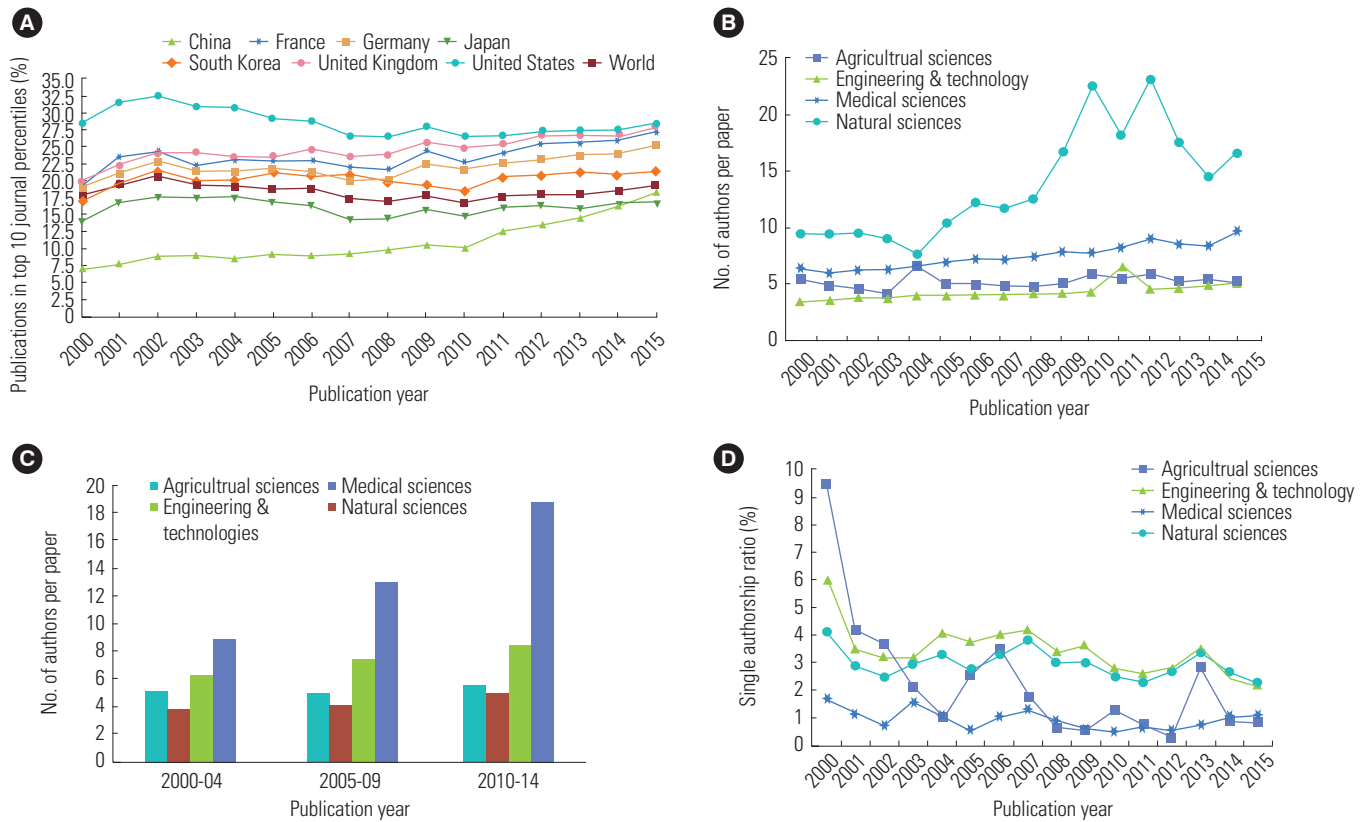 A
China France Germany Japan
South Korea United Kingdom United States World
Publications in top 10 journal percentiles (%)
35.0
32.5
30.0
27.5
25.0
22.5
20.0
17.5
15.0
12.5
10.0
7.5
5.0
2.5
0
2000 2001 2002 2003 2004 2005 2006 2007 2008 2009 2010 2011 2012 2013 2014 2015
Publication year
B
Agricultrual sciences
Engineering & technology
Medical sciences
Natural sciences
No. of authors per paper
25
20
15
10
5
0
2000 2001 2002 2003 2004 2005 2006 2007 2008 2009 2010 2011 2012 2013 2014 2015
Publication year
C
Agricultrual sciences Medical sciences
Engineering & Natural sciences
technologies
No. of authors per paper
20
18
16
14
12
10
8
6
4
2
0
2000-04 2005-09 2010-14
Publication year
D
Agricultrual sciences
Engineering & technology
Medical sciences
Natural sciences
Single authorship ratio (%)
10
9
8
7
6
5
4
3
2
1
0
2000 2001 2002 2003 2004 2005 2006 2007 2008 2009 2010 2011 2012 2013 2014 2015
Publication year